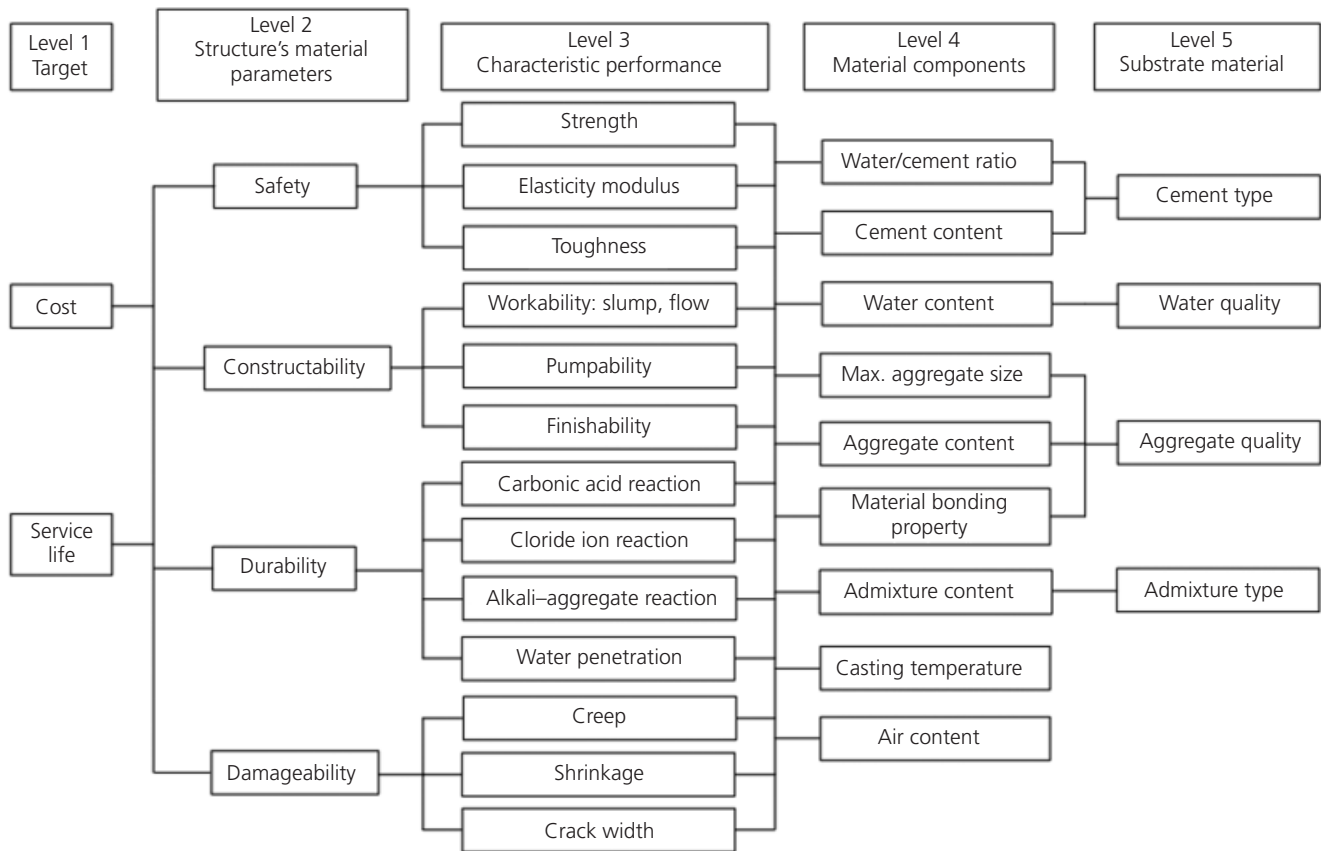 Level 1
Target
Level 2
Structure's material
parameters
Level 3
Characteristic performance
Level 4
Material components
Level 5
Substrate material
Cost
Service
life
Safety
Constructability
Durability
Damageability
Strength
Elasticity modulus
Toughness
Workability: slump, flow
Pumpability
Finishability
Carbonic acid reaction
Cloride ion reaction
Alkali–aggregate reaction
Water penetration
Creep
Shrinkage
Crack width
Water/cement ratio
Cement content
Water content
Max. aggregate size
Aggregate content
Material bonding
property
Admixture content
Casting temperature
Air content
Cement type
Water quality
Aggregate quality
Admixture type